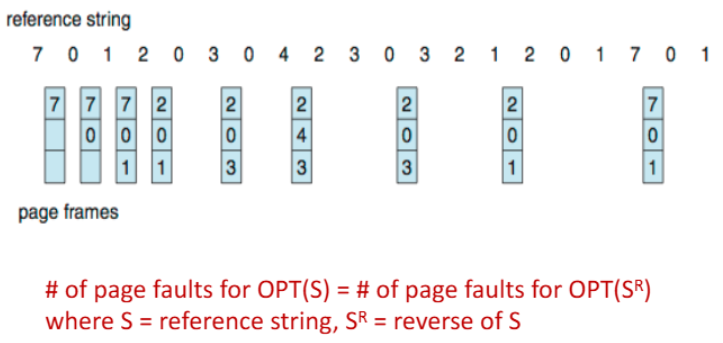 reference string
7 0 1 2 0 3 0 4 2 3 0 3 2 1 2 0 1 7 0 1
7 7 7 2 2 2 2 2 7
0 0 0 0 4 0 0 0
1 1 3 3 3 1 1
page frames
# of page faults for OPT(S) = # of page faults for OPT(Sᴿ)
where S = reference string, Sᴿ = reverse of S